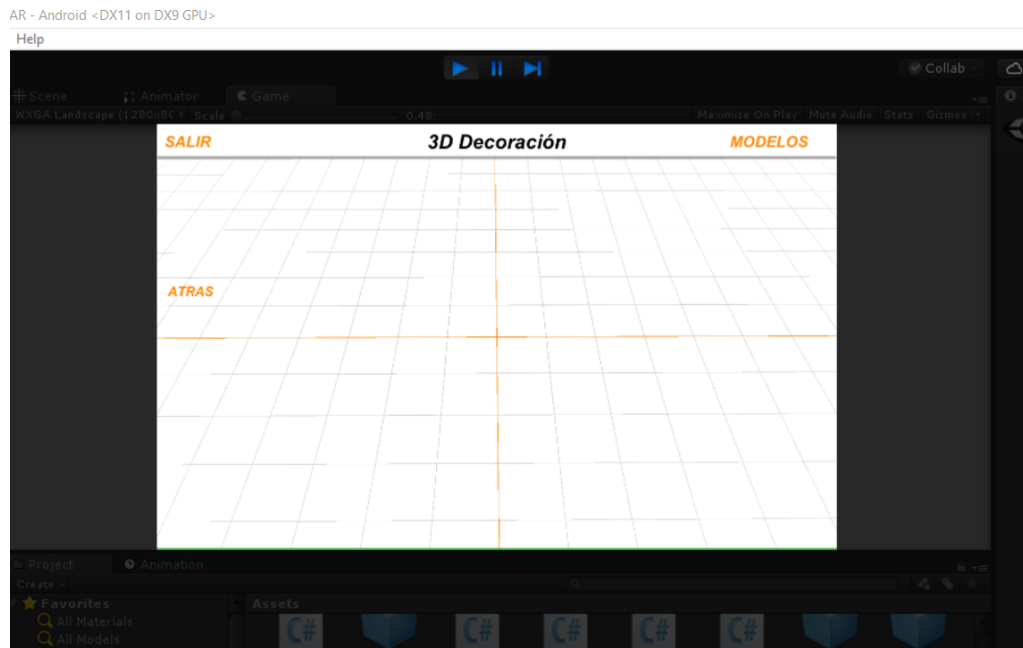 AR - Android <DX11 on DX9 GPU>
Help
Collab
Scene Animator Game
WXGA Landscape (1280x80 Scale 0.48: Maximize On Play Mute Audio Stats Gizmos
SALIR 3D Decoración MODELOS
ATRAS
Project Animation
Create
Favorites Assets
All Materials
All Models
C# C# C# C# C#